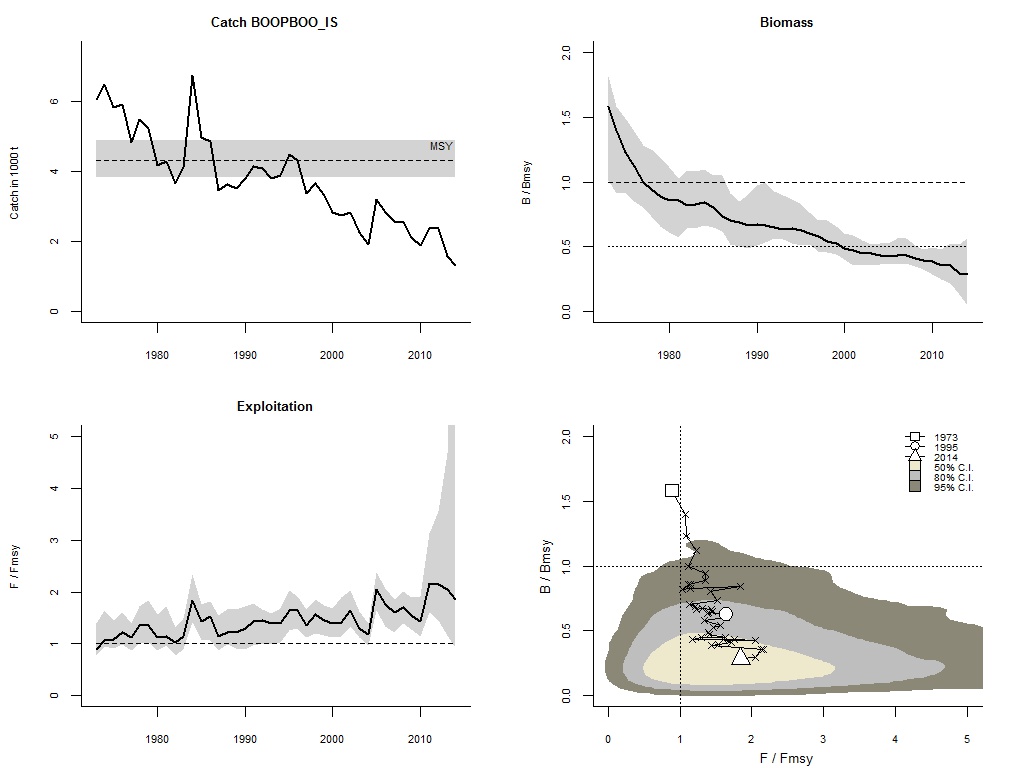 Catch BOOPBOO_IS
Catch in 1000 t
6
4
2
0
MSY
1980 1990 2000 2010
Biomass
B / Bmsy
2.0
1.5
1.0
0.5
0.0
1980 1990 2000 2010
Exploitation
F / Fmsy
5
4
3
2
1
0
1980 1990 2000 2010
B / Bmsy
2.0
1.5
1.0
0.5
0.0
1973
1995
2014
50% C.I.
80% C.I.
95% C.I.
0 1 2 3 4 5
F / Fmsy